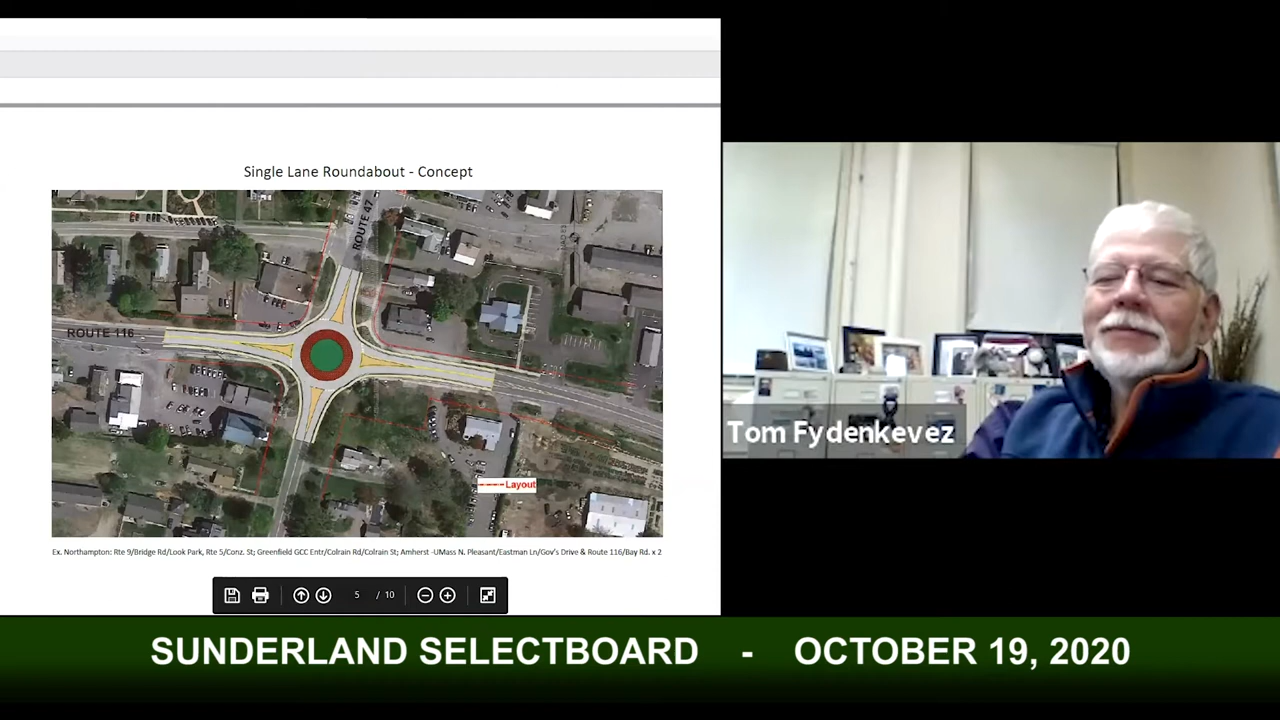 Single Lane Roundabout - Concept
ROUTE 47
ROUTE 116
Layout
Ex. Northampton: Rte 9/Bridge Rd/Look Park, Rte 5/Conz. St; Greenfield GCC Entr/Colrain Rd/Colrain St; Amherst -UMass N. Pleasant/Eastman Ln/Gov's Drive & Route 116/Bay Rd. x 2
5 / 10
Tom Fydenkevez
SUNDERLAND SELECTBOARD - OCTOBER 19, 2020